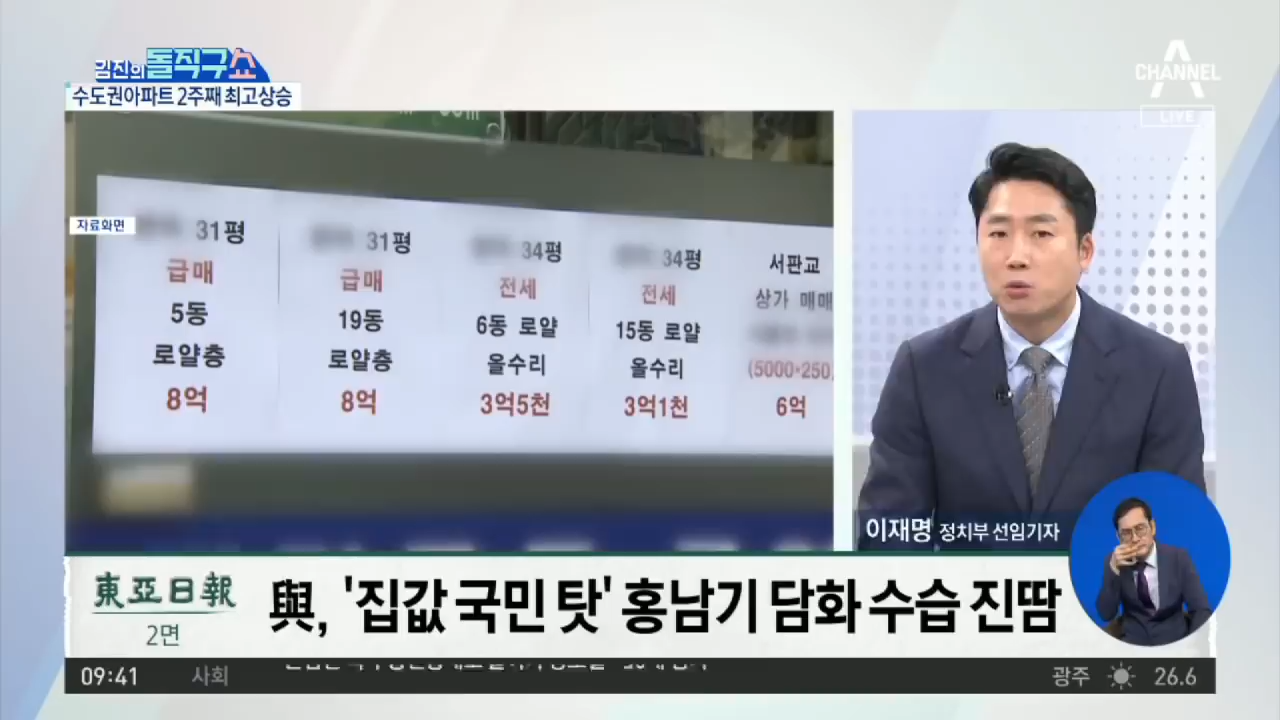 김진의 돌직구쇼
수도권아파트 2주째 최고상승
CHANNEL A
LIVE
자료화면
31평
급매
5동
로얄층
8억
31평
급매
19동
로얄층
8억
34평
전세
6동 로얄
올수리
3억5천
34평
전세
15동 로얄
올수리
3억1천
서판교
상가 매매
(5000·250)
6억
이재명 정치부 선임기자
東亞日報
2면
與, '집값 국민 탓' 홍남기 담화 수습 진땀
09:41 사회
광주 26.6